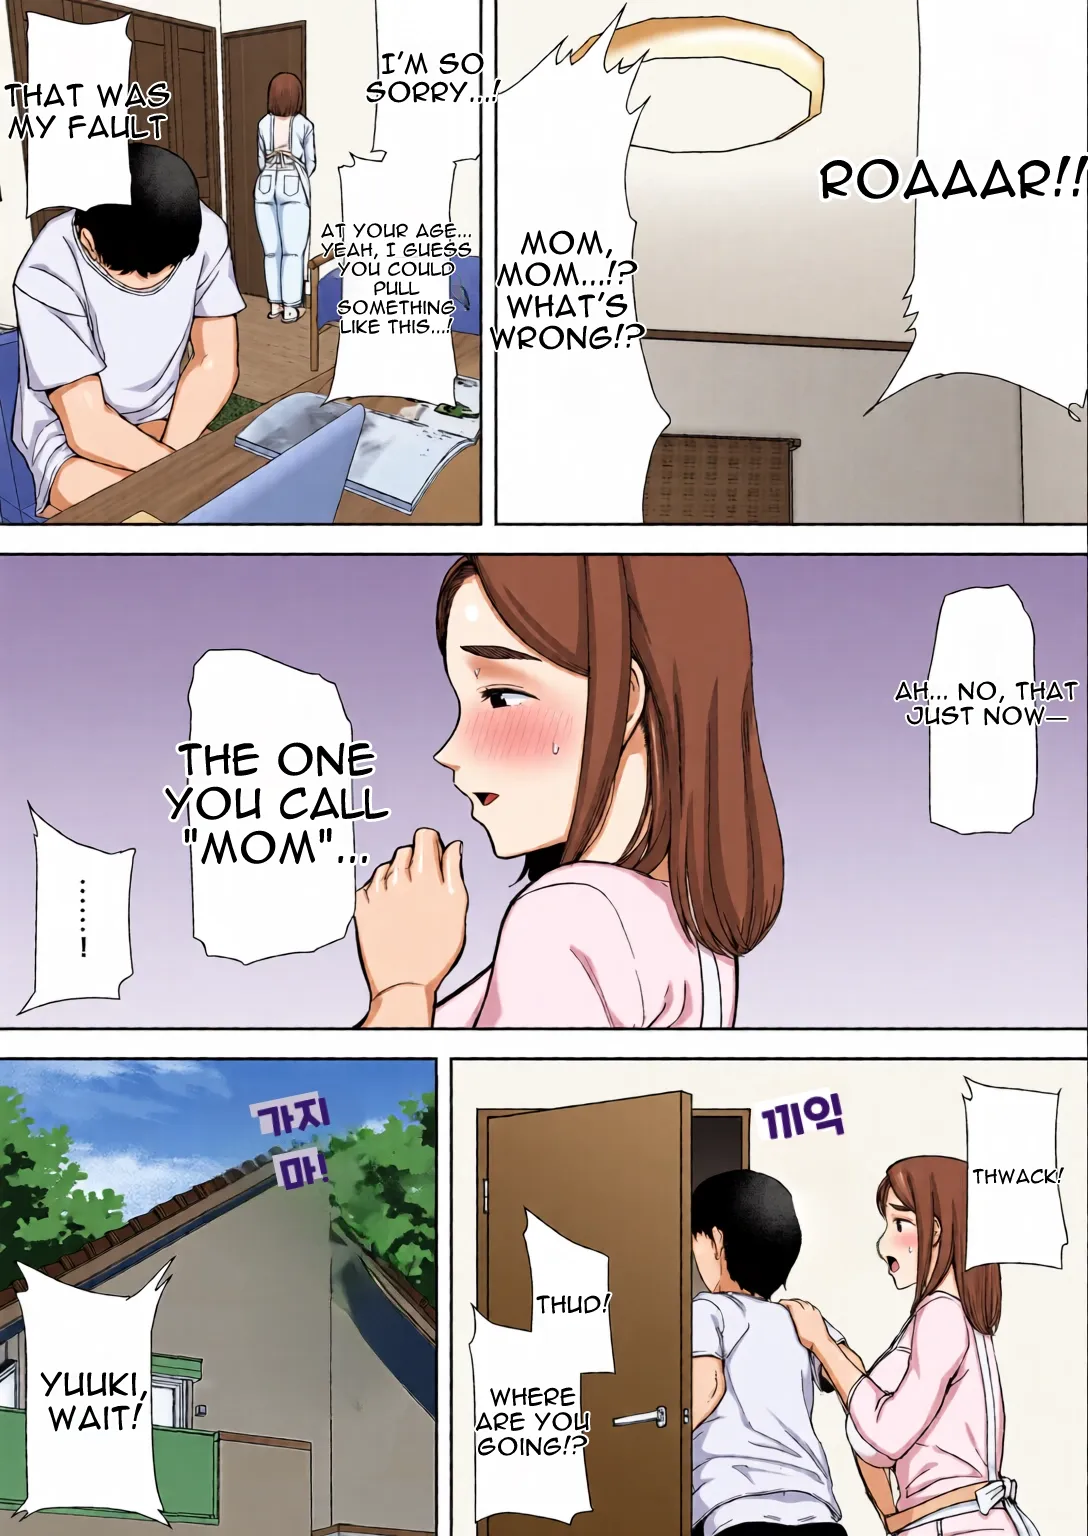 ROAAAR!!
MOM,
MOM...!?
WHAT'S
WRONG!?
I'M SO
SORRY...!
AT YOUR AGE...
YEAH, I GUESS
YOU COULD
PULL
SOMETHING
LIKE THIS...!
THAT WAS
MY FAULT
AH... NO, THAT
JUST NOW—
THE ONE
YOU CALL
"MOM"...
......!
THWACK!
끼익
THUD!
WHERE
ARE YOU
GOING!?
가지
마!
YUUKI,
WAIT!